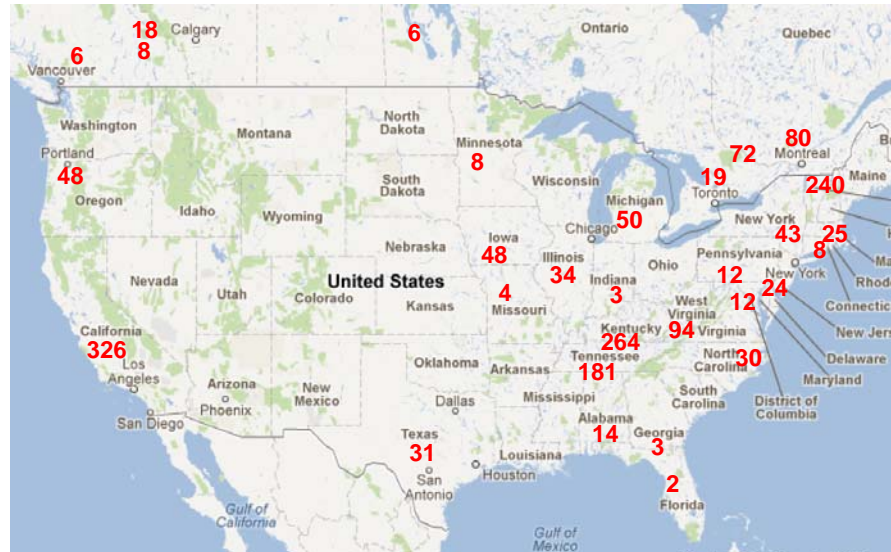 18
Calgary
6
Ontario
Quebec
6
8
Vancouver
Washington
Montana
North
Dakota
Minnesota
80
Montreal
Portland
8
72
Maine
48
Oregon
Idaho
South
Dakota
Wisconsin
Michigan
19
Toronto
240
Wyoming
50
New York
Chicago
43
25
Iowa
Nebraska
48
Illinois
34
Indiana
Ohio
Pennsylvania
8
Ma
Nevada
Utah
Colorado
United States
Kansas
4
Missouri
3
12
New York
24
Rhod
Connectic
West
Virginia
12
New Jers
California
326
Kentucky
264
94
Virginia
Los
Angeles
Arizona
Phoenix
New
Mexico
Oklahoma
Arkansas
Tennessee
181
North
Carolina
30
Delaware
Maryland
San Diego
Dallas
Mississippi
Alabama
14
South
Carolina
District of
Columbia
Texas
31
Georgia
3
Louisiana
San
Antonio
Houston
2
Florida
Gulf of
California
Gulf of
Mexico